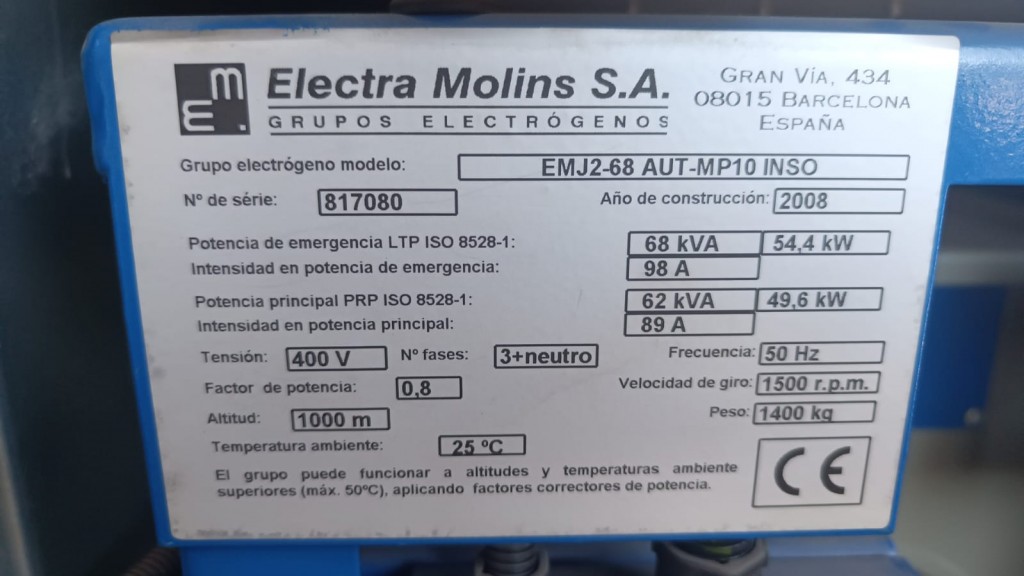 Electra Molins S.A.
GRUPOS ELECTRÓGENOS
GRAN VÍA, 434
08015 BARCELONA
ESPAÑA
Grupo electrógeno modelo: EMJ2-68 AUT-MP10 INSO
Nº de série: 817080 Año de construcción: 2008
Potencia de emergencia LTP ISO 8528-1: 68 kVA 54,4 kW
Intensidad en potencia de emergencia: 98 A
Potencia principal PRP ISO 8528-1: 62 kVA 49,6 kW
Intensidad en potencia principal: 89 A
Tensión: 400 V Nº fases: 3+neutro Frecuencia: 50 Hz
Factor de potencia: 0,8 Velocidad de giro: 1500 r.p.m.
Altitud: 1000 m Peso: 1400 kg
Temperatura ambiente: 25 ºC
El grupo puede funcionar a altitudes y temperaturas ambiente
superiores (máx. 50ºC), aplicando factores correctores de potencia.
CE